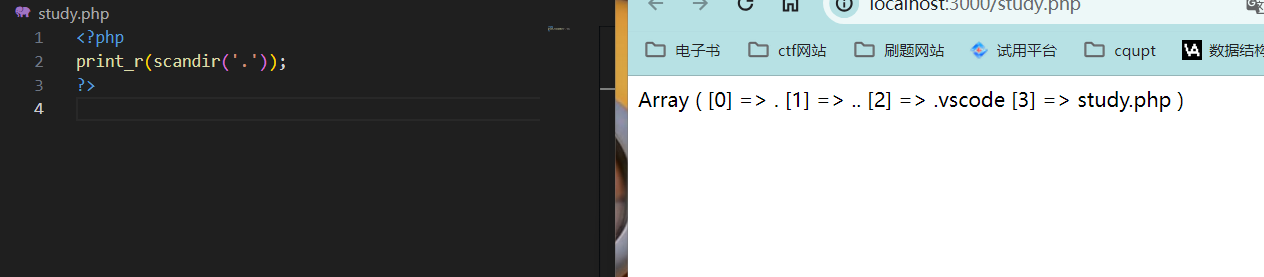 study.php
1 <?php
2 print_r(scandir('.'));
3 ?>
4
localhost:3000/study.php
电子书 ctf网站 刷题网站 试用平台 cqupt 数据结构
Array ( [0] => . [1] => .. [2] => .vscode [3] => study.php )